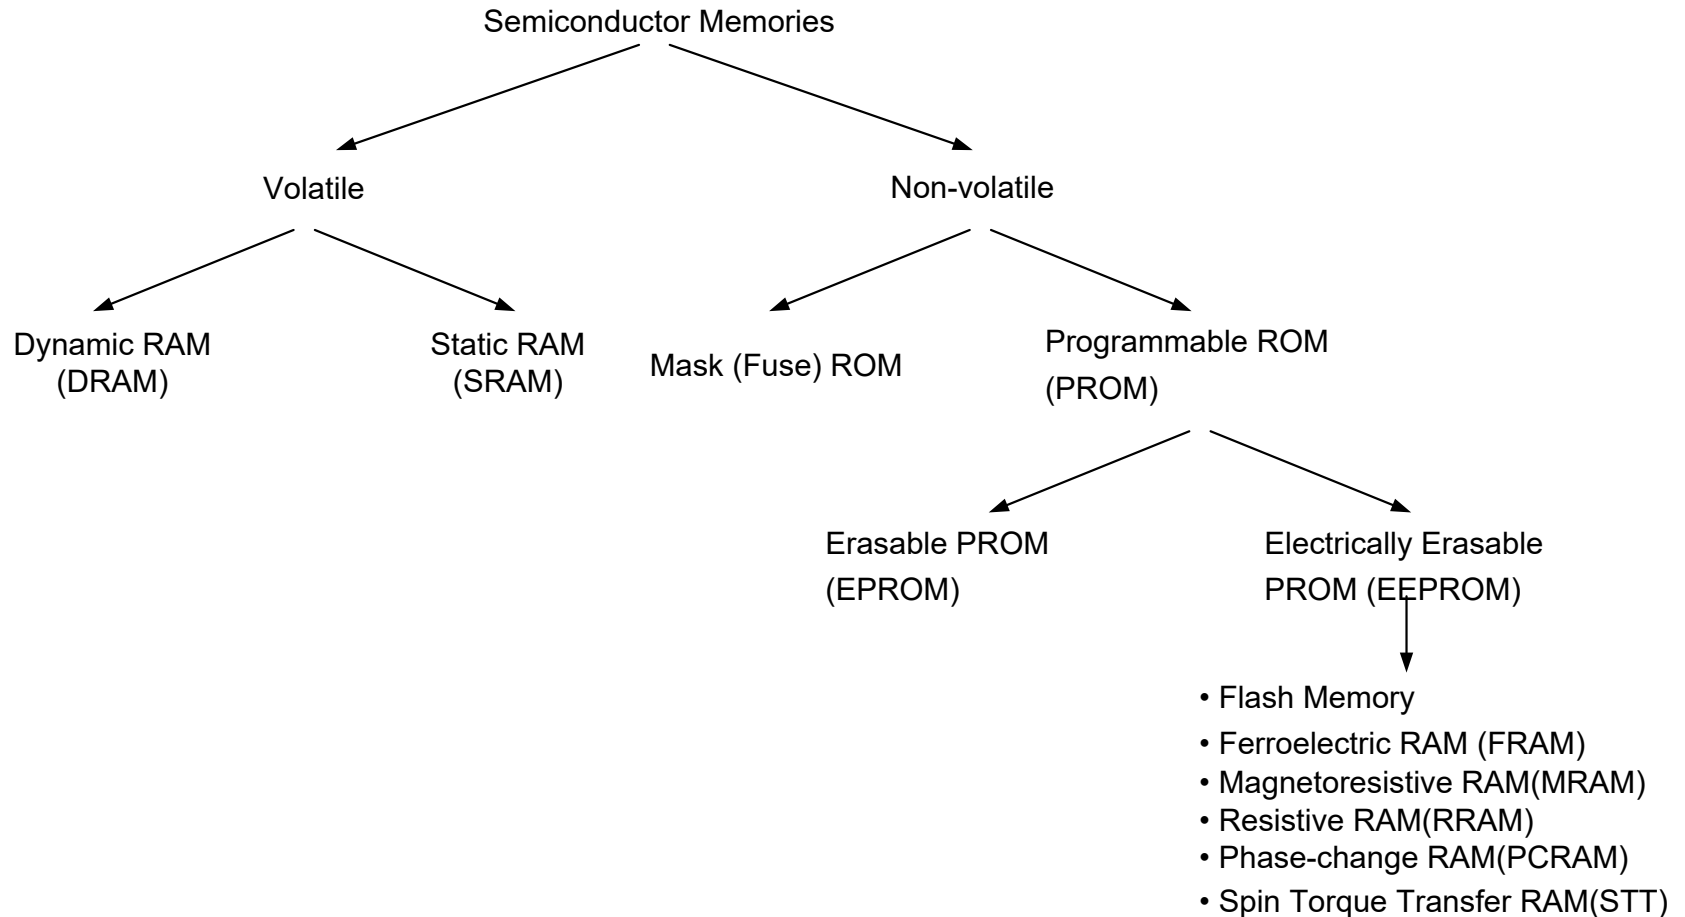 Semiconductor Memories
Volatile
Non-volatile
Dynamic RAM
(DRAM)
Static RAM
(SRAM)
Mask (Fuse) ROM
Programmable ROM
(PROM)
Erasable PROM
(EPROM)
Electrically Erasable
PROM (EEPROM)
• Flash Memory
• Ferroelectric RAM (FRAM)
• Magnetoresistive RAM(MRAM)
• Resistive RAM(RRAM)
• Phase-change RAM(PCRAM)
• Spin Torque Transfer RAM(STT)